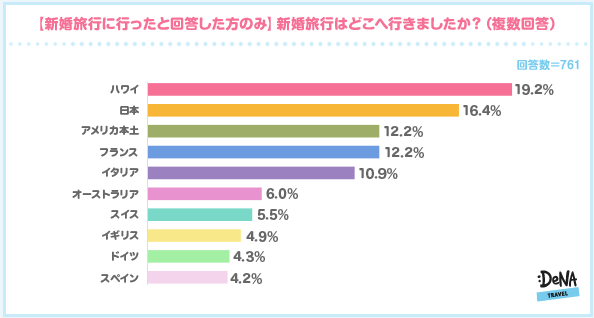 【新婚旅行に行ったと回答した方のみ】新婚旅行はどこへ行きましたか？（複数回答）
回答数=761
ハワイ 19.2%
日本 16.4%
アメリカ本土 12.2%
フランス 12.2%
イタリア 10.9%
オーストラリア 6.0%
スイス 5.5%
イギリス 4.9%
ドイツ 4.3%
スペイン 4.2%
:DeNA
TRAVEL